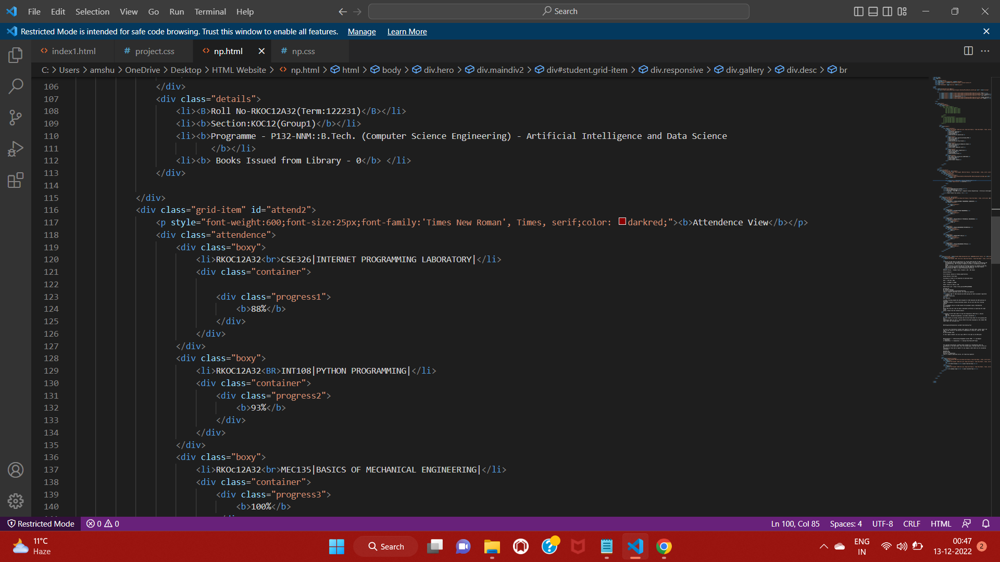 File Edit Selection View Go Run Terminal Help Search
Restricted Mode is intended for safe code browsing. Trust this window to enable all features. Manage Learn More
index1.html # project.css np.html # np.css
C: > Users > amshu > OneDrive > Desktop > HTML Website > np.html > html > body > div.hero > div.maindiv2 > div#student.grid-item > div.responsive > div.gallery > div.desc > br
106 </div>
107 <div class="details">
108 <li><B>Roll No-RKOC12A32(Term:122231)</B></li>
109 <li><b>Section:KOC12(Group1)</b></li>
110 <li><b>Programme - P132-NNM::B.Tech. (Computer Science Engineering) - Artificial Intelligence and Data Science
111 </b></li>
112 <li><b> Books Issued from Library - 0</b> </li>
113 </div>
114
115 </div>
116 <div class="grid-item" id="attend2">
117 <p style="font-weight:600;font-size:25px;font-family:'Times New Roman', Times, serif;color: darkred;"><b>Attendence View</b></p>
118 <div class="attendence">
119 <div class="boxy">
120 <li>RKOC12A32<br>CSE326|INTERNET PROGRAMMING LABORATORY|</li>
121 <div class="container">
122
123 <div class="progress1">
124 <b>88%</b>
125 </div>
126 </div>
127 </div>
128 <div class="boxy">
129 <li>RKOC12A32<BR>INT108|PYTHON PROGRAMMING|</li>
130 <div class="container">
131 <div class="progress2">
132 <b>93%</b>
133 </div>
134 </div>
135 </div>
136 <div class="boxy">
137 <li>RKOc12A32<br>MEC135|BASICS OF MECHANICAL ENGINEERING|</li>
138 <div class="container">
139 <div class="progress3">
140 <b>100%</b>
Restricted Mode 0 0 Ln 100, Col 85 Spaces: 4 UTF-8 CRLF HTML
11°C
Haze
Search
ENG
IN
00:47
13-12-2022
2